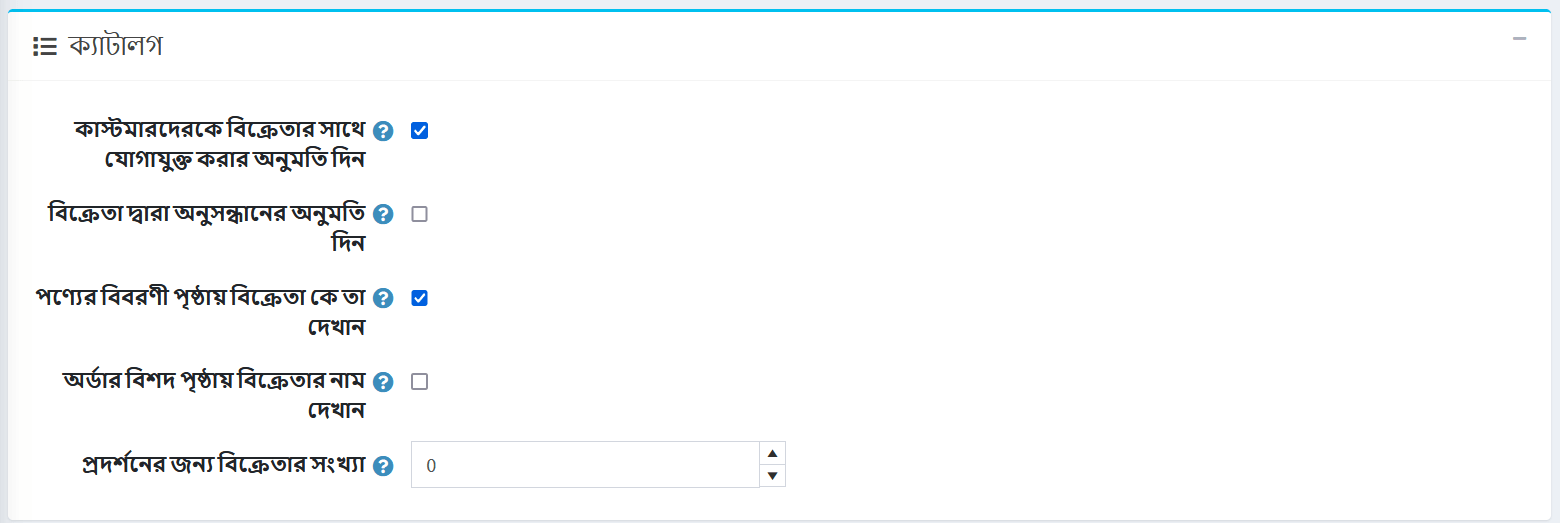 ক্যাটালগ
কাস্টমারদেরকে বিক্রেতার সাথে
যোগাযুক্ত করার অনুমতি দিন
বিক্রেতা দ্বারা অনুসন্ধানের অনুমতি
দিন
পণ্যের বিবরণী পৃষ্ঠায় বিক্রেতা কে তা
দেখান
অর্ডার বিশদ পৃষ্ঠায় বিক্রেতার নাম
দেখান
প্রদর্শনের জন্য বিক্রেতার সংখ্যা
0